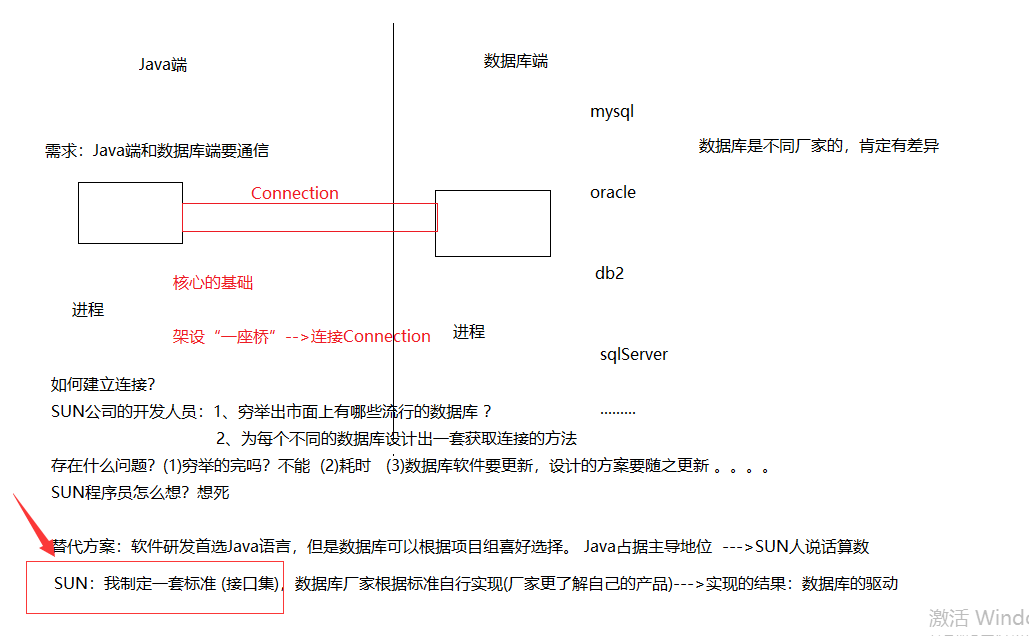 Java端
数据库端
mysql
需求：Java端和数据库端要通信
数据库是不同厂家的，肯定有差异
Connection
oracle
db2
核心的基础
进程
架设“一座桥”-->连接Connection
进程
sqlServer
如何建立连接？
SUN公司的开发人员：1、穷举出市面上有哪些流行的数据库？
.........
2、为每个不同的数据库设计出一套获取连接的方法
存在什么问题？(1)穷举的完吗？不能 (2)耗时 (3)数据库软件要更新，设计的方案要随之更新 。。。。
SUN程序员怎么想？想死
替代方案：软件研发首选Java语言，但是数据库可以根据项目组喜好选择。 Java占据主导地位 --->SUN人说话算数
SUN：我制定一套标准 (接口集)，数据库厂家根据标准自行实现(厂家更了解自己的产品)--->实现的结果：数据库的驱动
激活 Windo